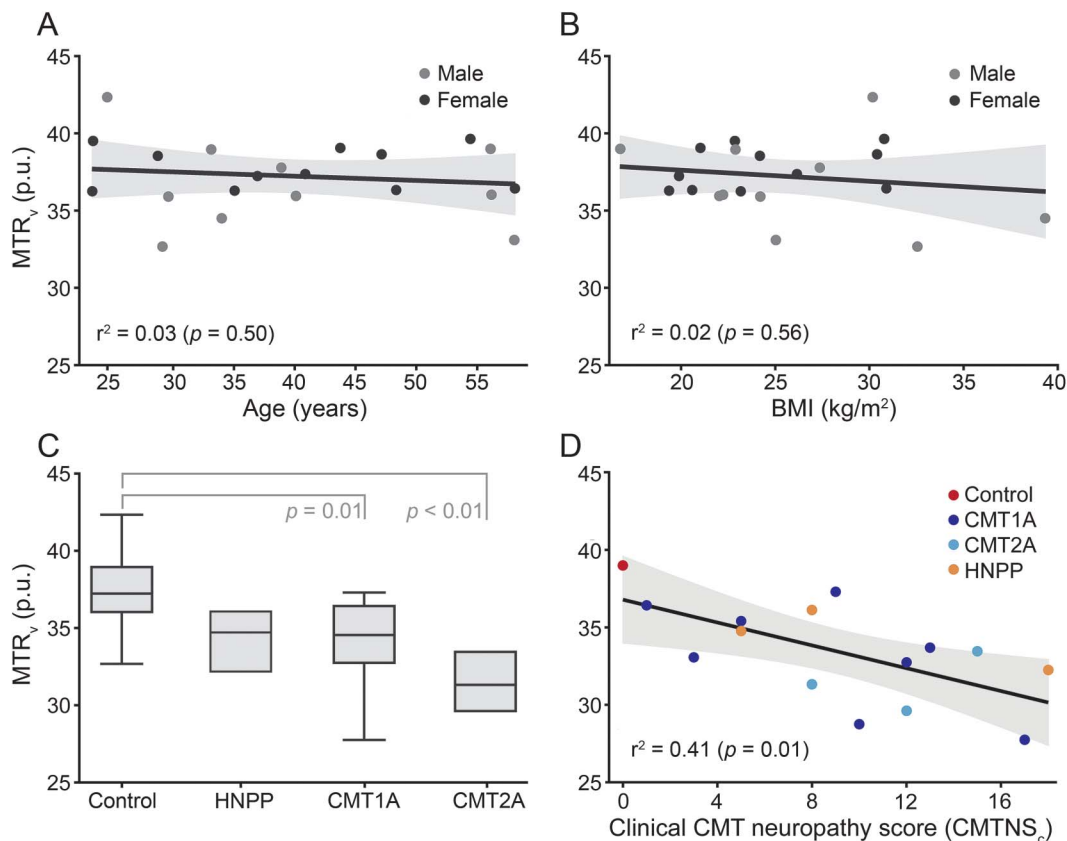 A
45
40
35
30
25
MTRᵥ (p.u.)
Male
Female
r² = 0.03 (p = 0.50)
25 30 35 40 45 50 55
Age (years)
B
45
40
35
30
25
Male
Female
r² = 0.02 (p = 0.56)
20 25 30 35 40
BMI (kg/m²)
C
45
40
35
30
25
MTRᵥ (p.u.)
p = 0.01
p < 0.01
Control HNPP CMT1A CMT2A
D
45
40
35
30
25
Control
CMT1A
CMT2A
HNPP
r² = 0.41 (p = 0.01)
0 4 8 12 16
Clinical CMT neuropathy score (CMTNS꜀)